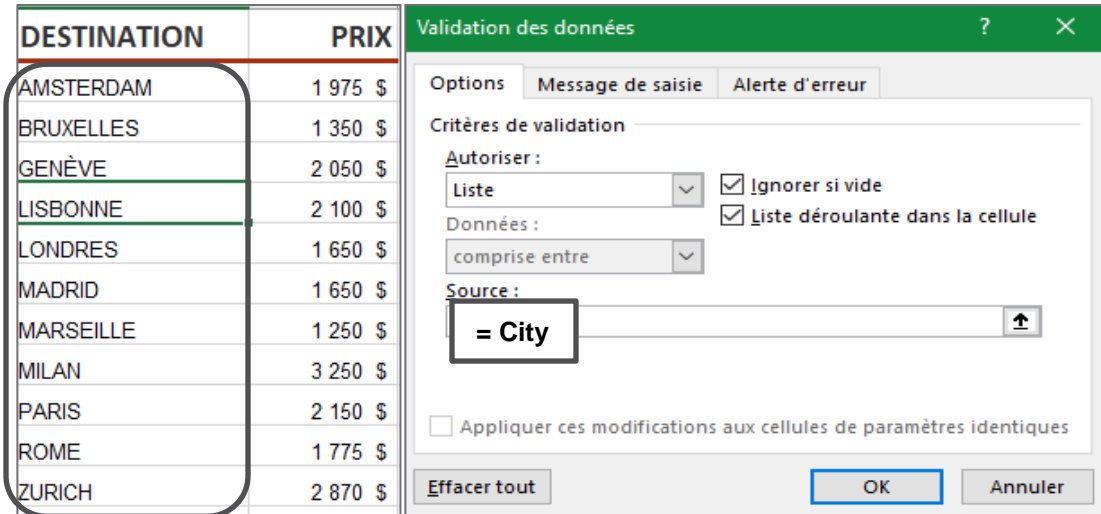 DESTINATION PRIX
AMSTERDAM 1 975 $
BRUXELLES 1 350 $
GENÈVE 2 050 $
LISBONNE 2 100 $
LONDRES 1 650 $
MADRID 1 650 $
MARSEILLE 1 250 $
MILAN 3 250 $
PARIS 2 150 $
ROME 1 775 $
ZURICH 2 870 $
Validation des données ? ×
Options Message de saisie Alerte d'erreur
Critères de validation
Autoriser :
Liste
Ignorer si vide
Données :
Liste déroulante dans la cellule
comprise entre
Source :
= City
Appliquer ces modifications aux cellules de paramètres identiques
Effacer tout OK Annuler